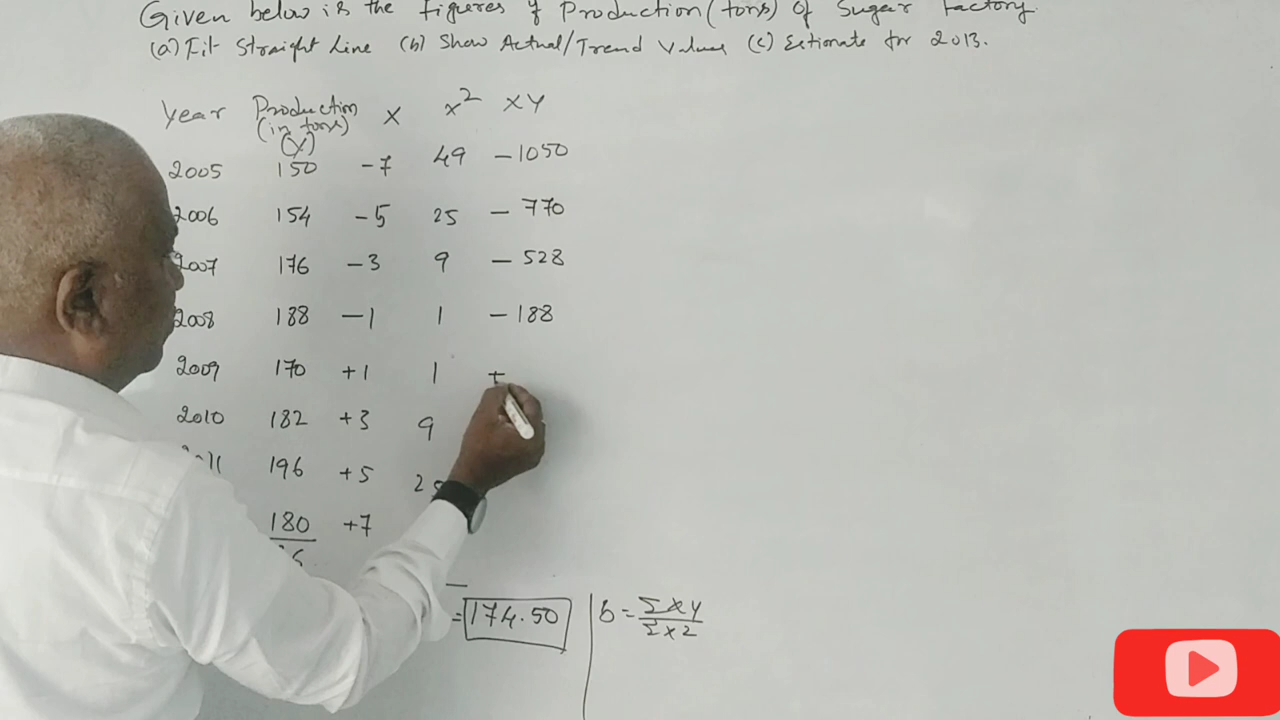 Given below is the figures of Production (tons) of Sugar factory.
(a) Fit Straight Line (b) Show Actual/Trend Values (c) Estimate for 2013.
Year Production (in tons) (Y) X X² XY
2005 150 -7 49 -1050
2006 154 -5 25 -770
2007 176 -3 9 -528
2008 188 -1 1 -188
2009 170 +1 1 +
2010 182 +3 9
196 +5
180 +7
= 174.50 b = ΣXY
ΣX2